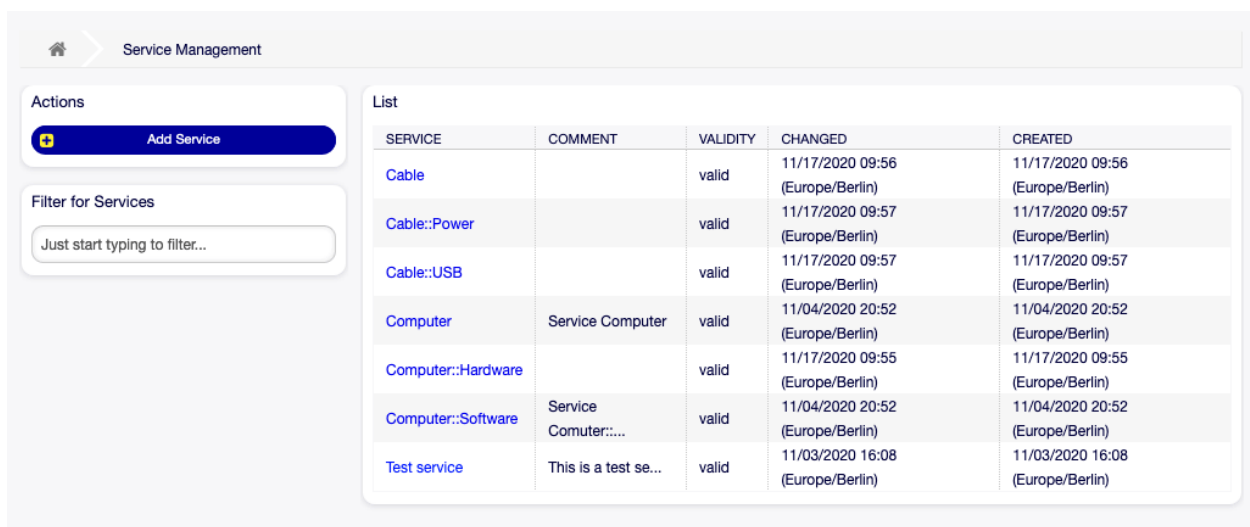 Service Management
Actions
Add Service
Filter for Services
Just start typing to filter...
List
SERVICE COMMENT VALIDITY CHANGED CREATED
Cable valid 11/17/2020 09:56 (Europe/Berlin) 11/17/2020 09:56 (Europe/Berlin)
Cable::Power valid 11/17/2020 09:57 (Europe/Berlin) 11/17/2020 09:57 (Europe/Berlin)
Cable::USB valid 11/17/2020 09:57 (Europe/Berlin) 11/17/2020 09:57 (Europe/Berlin)
Computer Service Computer valid 11/04/2020 20:52 (Europe/Berlin) 11/04/2020 20:52 (Europe/Berlin)
Computer::Hardware valid 11/17/2020 09:55 (Europe/Berlin) 11/17/2020 09:55 (Europe/Berlin)
Computer::Software Service Comuter::... valid 11/04/2020 20:52 (Europe/Berlin) 11/04/2020 20:52 (Europe/Berlin)
Test service This is a test se... valid 11/03/2020 16:08 (Europe/Berlin) 11/03/2020 16:08 (Europe/Berlin)